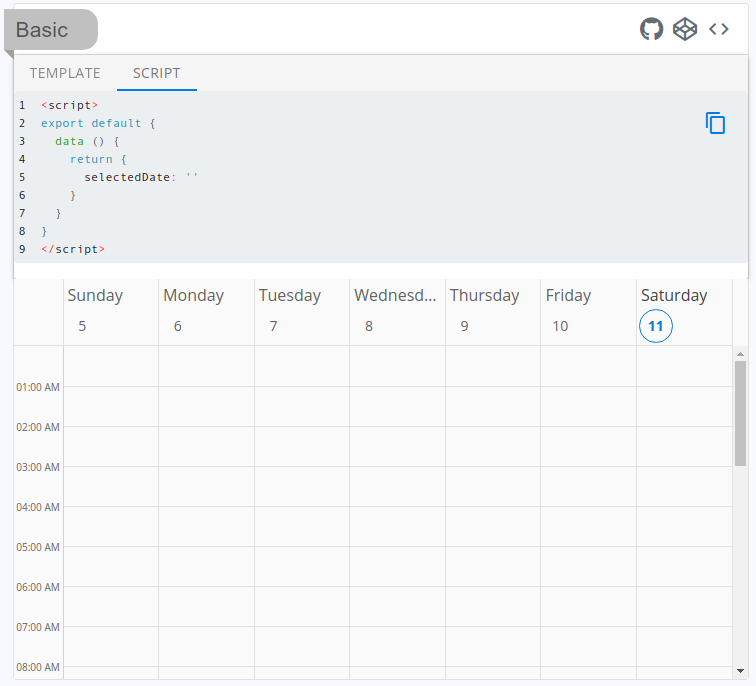 Basic
TEMPLATE SCRIPT
1 <script>
2 export default {
3   data () {
4     return {
5       selectedDate: ''
6     }
7   }
8 }
9 </script>
Sunday Monday Tuesday Wednesd... Thursday Friday Saturday
5 6 7 8 9 10 11
01:00 AM
02:00 AM
03:00 AM
04:00 AM
05:00 AM
06:00 AM
07:00 AM
08:00 AM